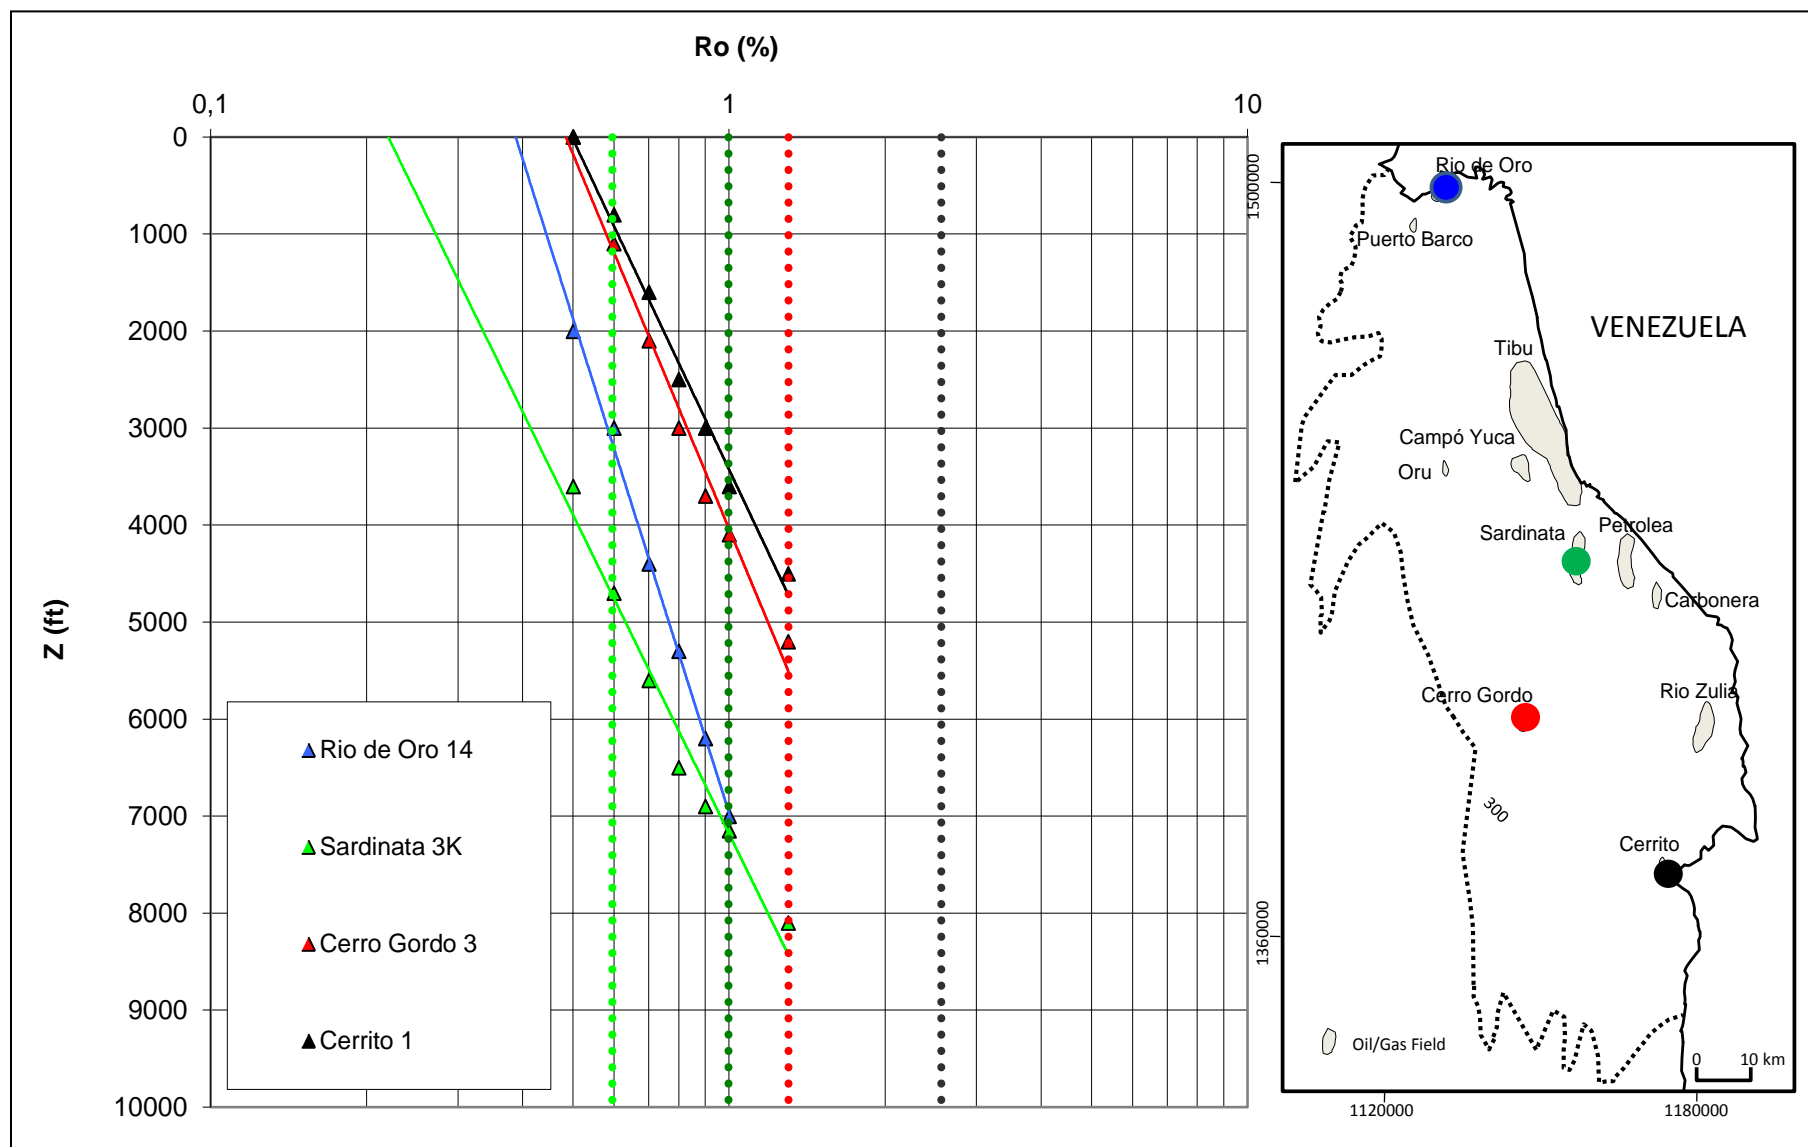 Ro (%)
0,1
1
10
0
1000
2000
3000
4000
5000
6000
7000
8000
9000
10000
Z (ft)
Rio de Oro 14
Sardinata 3K
Cerro Gordo 3
Cerrito 1
1500000
1360000
Rio de Oro
Puerto Barco
VENEZUELA
Tibu
Campó Yuca
Oru
Sardinata
Petrolea
Carbonera
Cerro Gordo
Rio Zulia
300
Cerrito
Oil/Gas Field
0 10 km
1120000
1180000